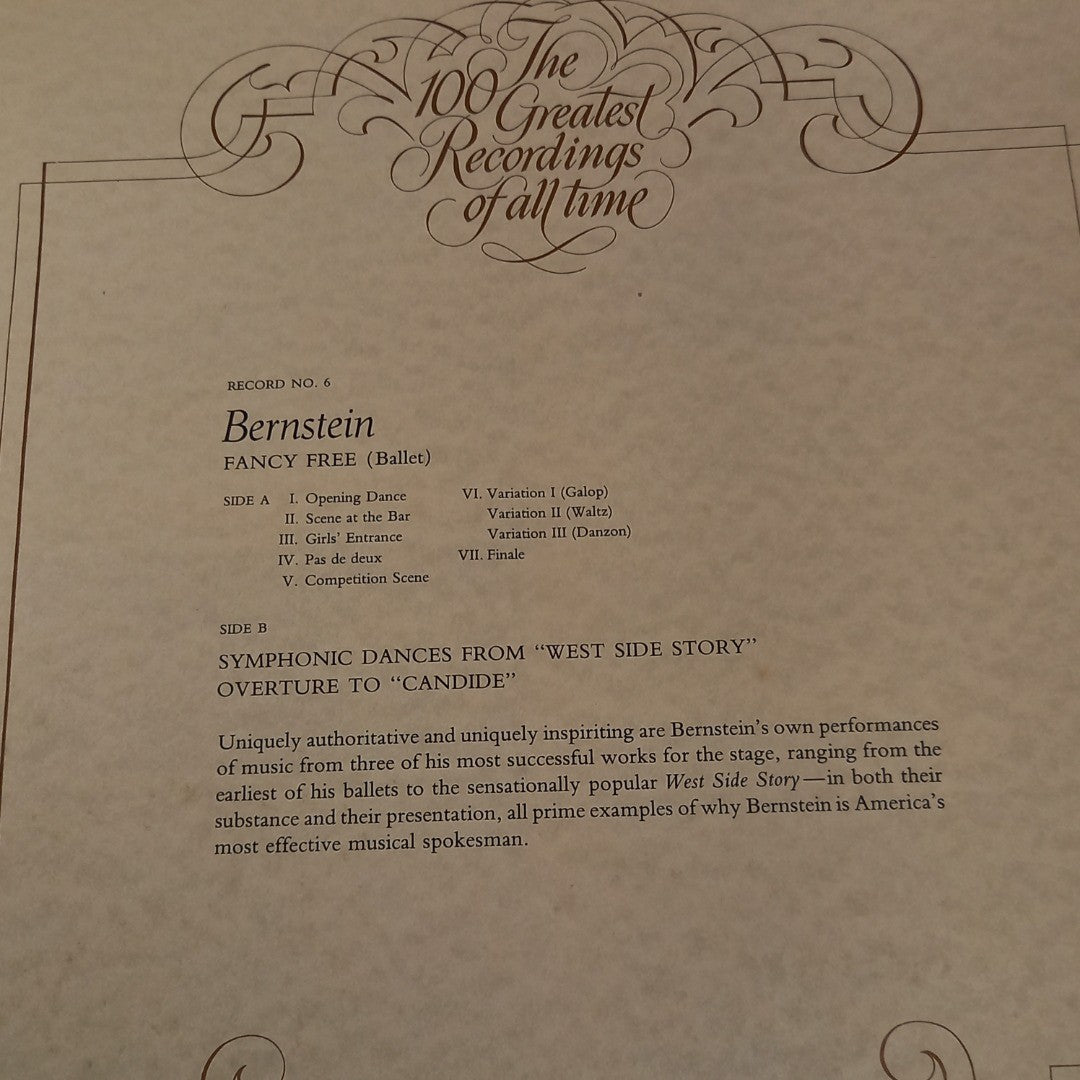 The
100 Greatest
Recordings
of all time
RECORD NO. 6
Bernstein
FANCY FREE (Ballet)
SIDE A I. Opening Dance
II. Scene at the Bar
III. Girls' Entrance
IV. Pas de deux
V. Competition Scene
VI. Variation I (Galop)
Variation II (Waltz)
Variation III (Danzon)
VII. Finale
SIDE B
SYMPHONIC DANCES FROM “WEST SIDE STORY”
OVERTURE TO “CANDIDE”
Uniquely authoritative and uniquely inspiriting are Bernstein's own performances
of music from three of his most successful works for the stage, ranging from the
earliest of his ballets to the sensationally popular West Side Story—in both their
substance and their presentation, all prime examples of why Bernstein is America's
most effective musical spokesman.